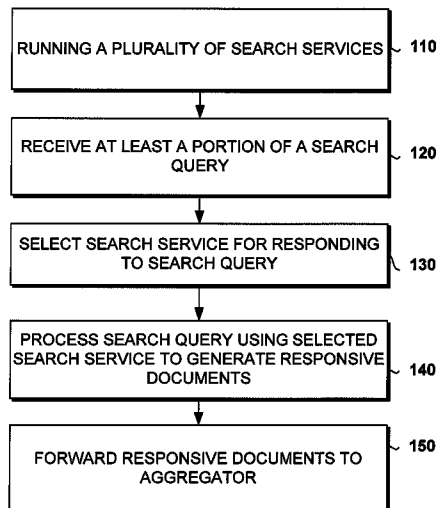 RUNNING A PLURALITY OF SEARCH SERVICES
110
RECEIVE AT LEAST A PORTION OF A SEARCH
QUERY
120
SELECT SEARCH SERVICE FOR RESPONDING
TO SEARCH QUERY
130
PROCESS SEARCH QUERY USING SELECTED
SEARCH SERVICE TO GENERATE RESPONSIVE
DOCUMENTS
140
FORWARD RESPONSIVE DOCUMENTS TO
AGGREGATOR
150